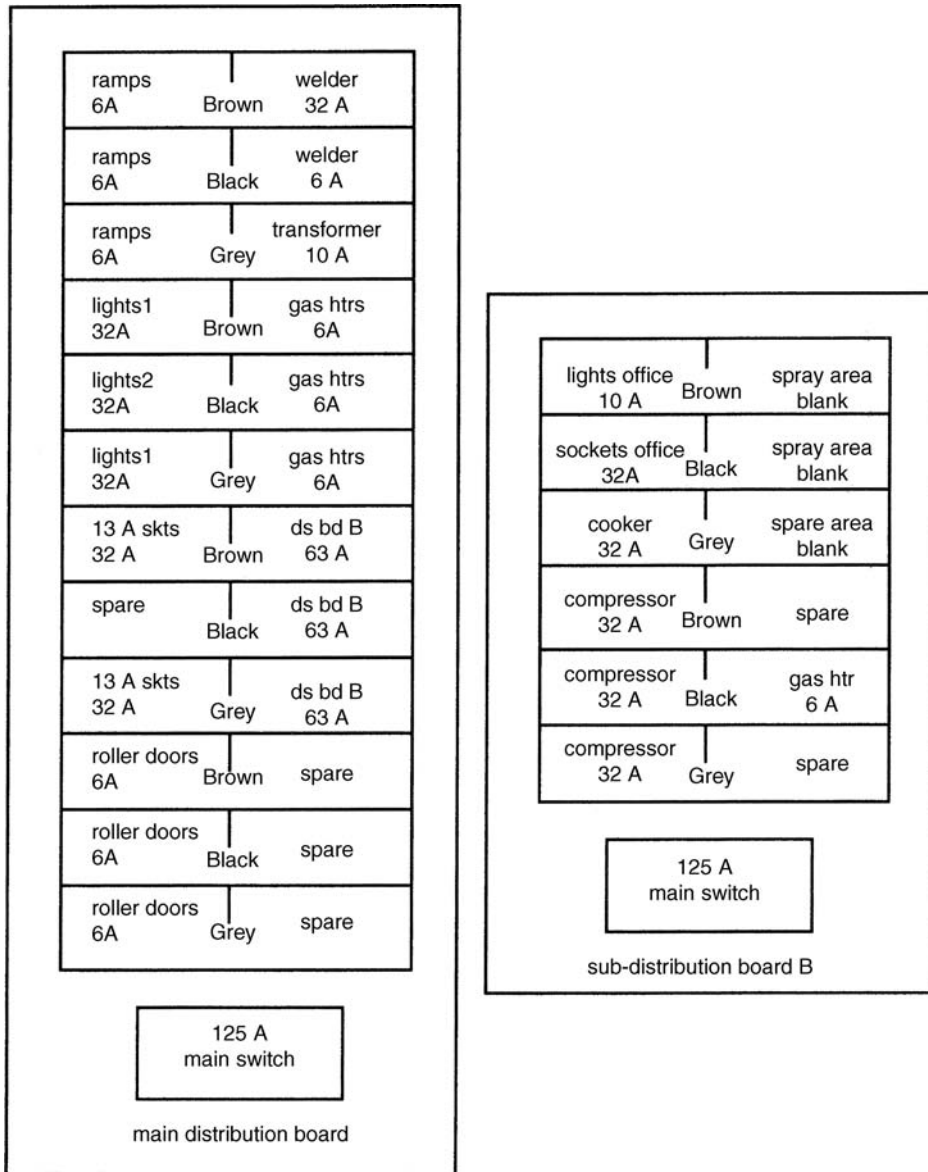 ramps welder
6A Brown 32 A
ramps welder
6A Black 6 A
ramps transformer
6A Grey 10 A
lights1 gas htrs
32A Brown 6A
lights2 gas htrs
32A Black 6A
lights1 gas htrs
32A Grey 6A
13 A skts ds bd B
32 A Brown 63 A
spare ds bd B
Black 63 A
13 A skts ds bd B
32 A Grey 63 A
roller doors
6A Brown spare
roller doors
6A Black spare
roller doors
6A Grey spare
125 A
main switch
main distribution board
lights office Brown spray area
10 A blank
sockets office Black spray area
32A blank
cooker Grey spare area
32 A blank
compressor
32 A Brown spare
compressor Black gas htr
32 A 6 A
compressor
32 A Grey spare
125 A
main switch
sub-distribution board B